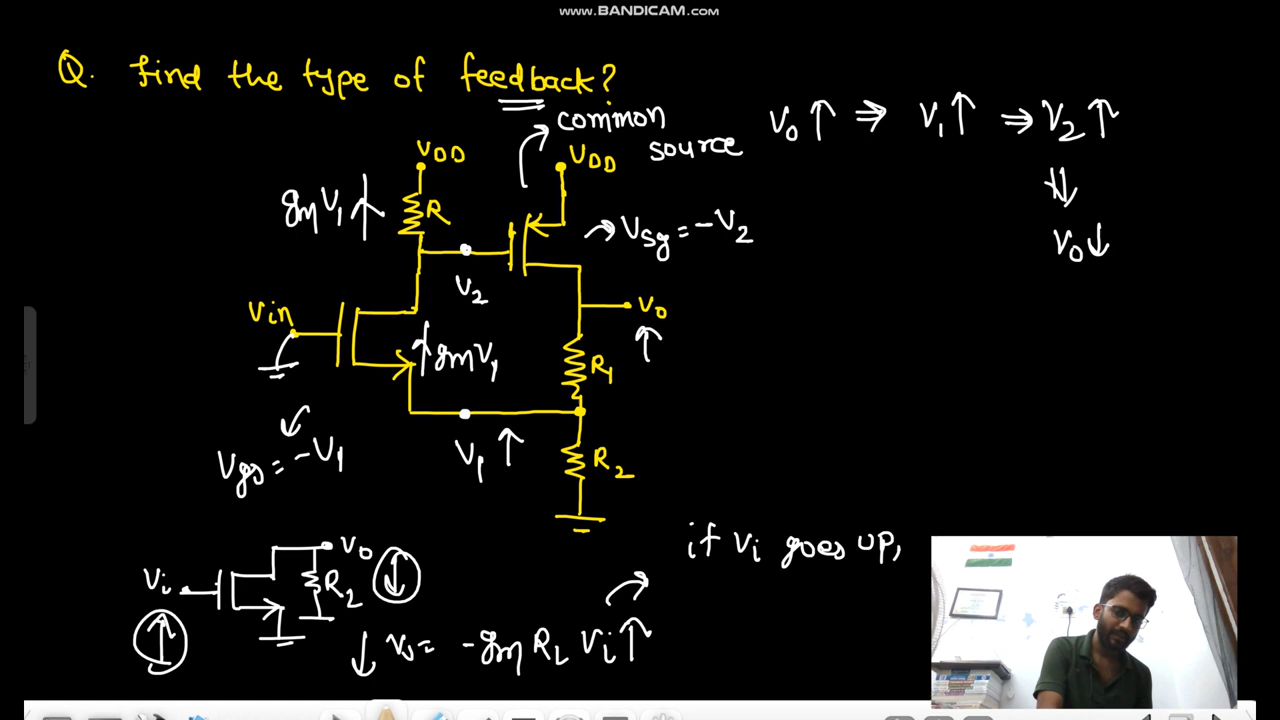 WWW.BANDICAM.COM
Q. Find the type of feedback?
common
source
V0↑ ⇒ V1↑ ⇒ V2↑
⇓
V0↓
VDD
VDD
gmV1↑
R
→ Vsg = -V2
V2
Vin
V0
↑
gmV1
R1
Vgs = -V1
V1 ↑
R2
if Vi goes up,
Vi
V0
R2
↓ V0 = -gm RL Vi↑